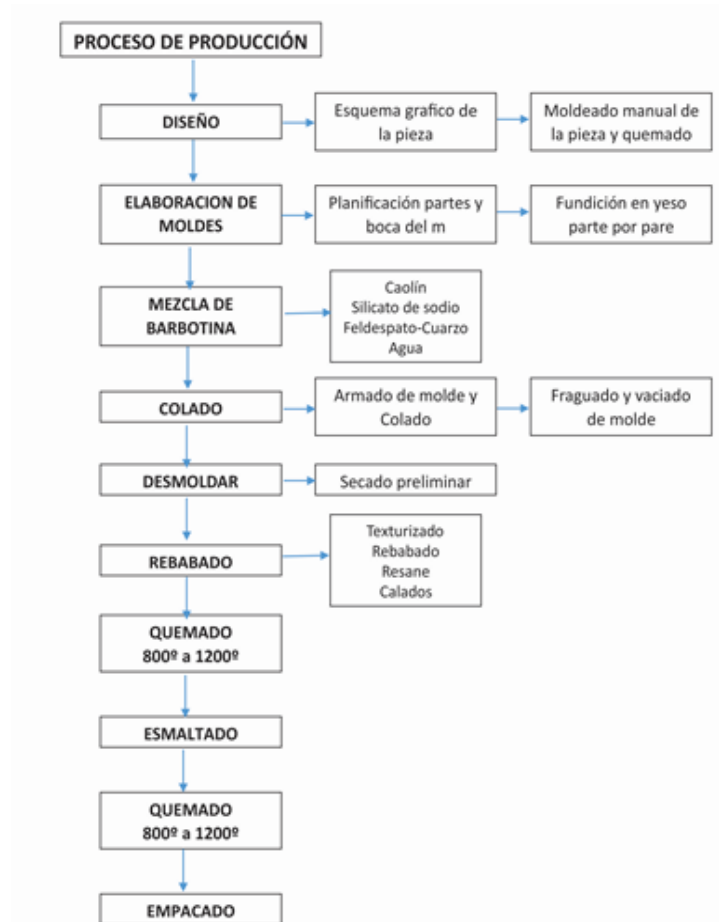 PROCESO DE PRODUCCIÓN
DISEÑO
Esquema grafico de
la pieza
Moldeado manual de
la pieza y quemado
ELABORACION DE
MOLDES
Planificación partes y
boca del m
Fundición en yeso
parte por pare
MEZCLA DE
BARBOTINA
Caolín
Silicato de sodio
Feldespato-Cuarzo
Agua
COLADO
Armado de molde y
Colado
Fraguado y vaciado
de molde
DESMOLDAR
Secado preliminar
REBABADO
Texturizado
Rebabado
Resane
Calados
QUEMADO
800º a 1200º
ESMALTADO
QUEMADO
800º a 1200º
EMPACADO